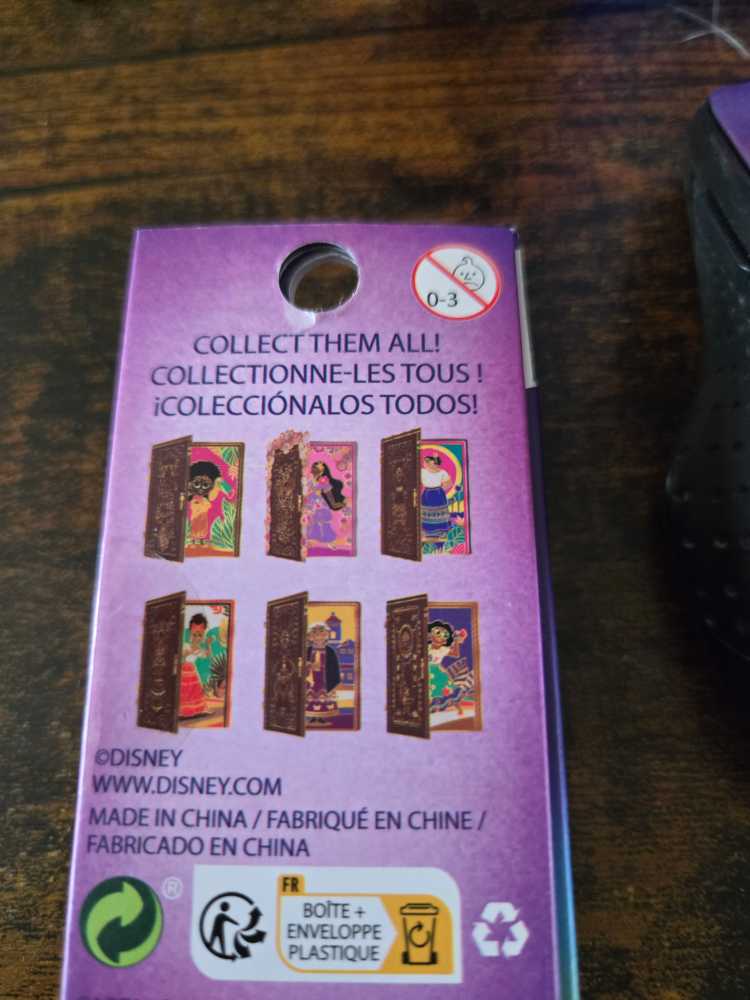 0-3
COLLECT THEM ALL!
COLLECTIONNE-LES TOUS !
¡COLECCIÓNALOS TODOS!
©DISNEY
WWW.DISNEY.COM
MADE IN CHINA / FABRIQUÉ EN CHINE /
FABRICADO EN CHINA
®
FR
BOÎTE +
ENVELOPPE
PLASTIQUE